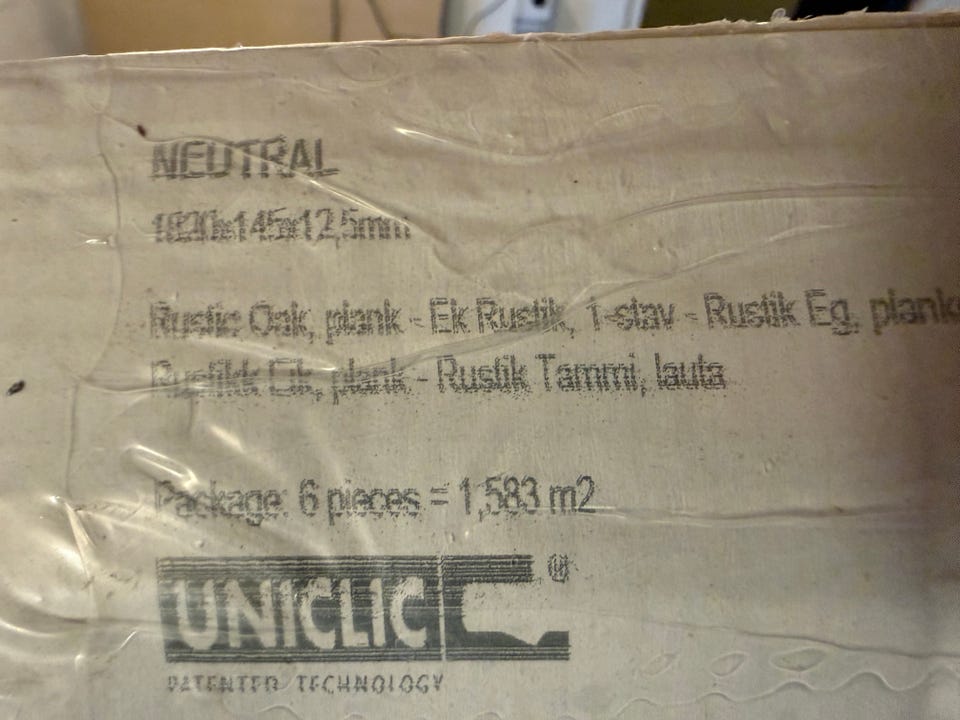 NEUTRAL
1820x145x12,5mm
Rustic Oak, plank - Ek Rustik, 1-stav - Rustik Eg, plank
Rustikk Eik, plank - Rustik Tammi, lauta
Package: 6 pieces = 1,583 m2
UNICLIC ®
PATENTED TECHNOLOGY